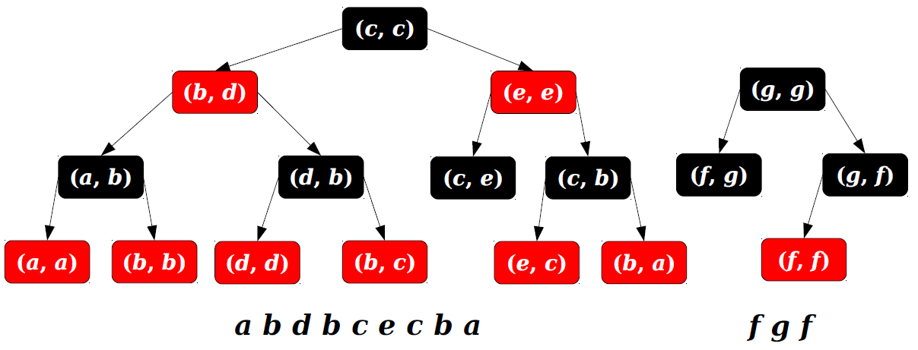 (c, c)
(b, d) (e, e) (g, g)
(a, b) (d, b) (c, e) (c, b) (f, g) (g, f)
(a, a) (b, b) (d, d) (b, c) (e, c) (b, a) (f, f)
a b d b c e c b a f g f